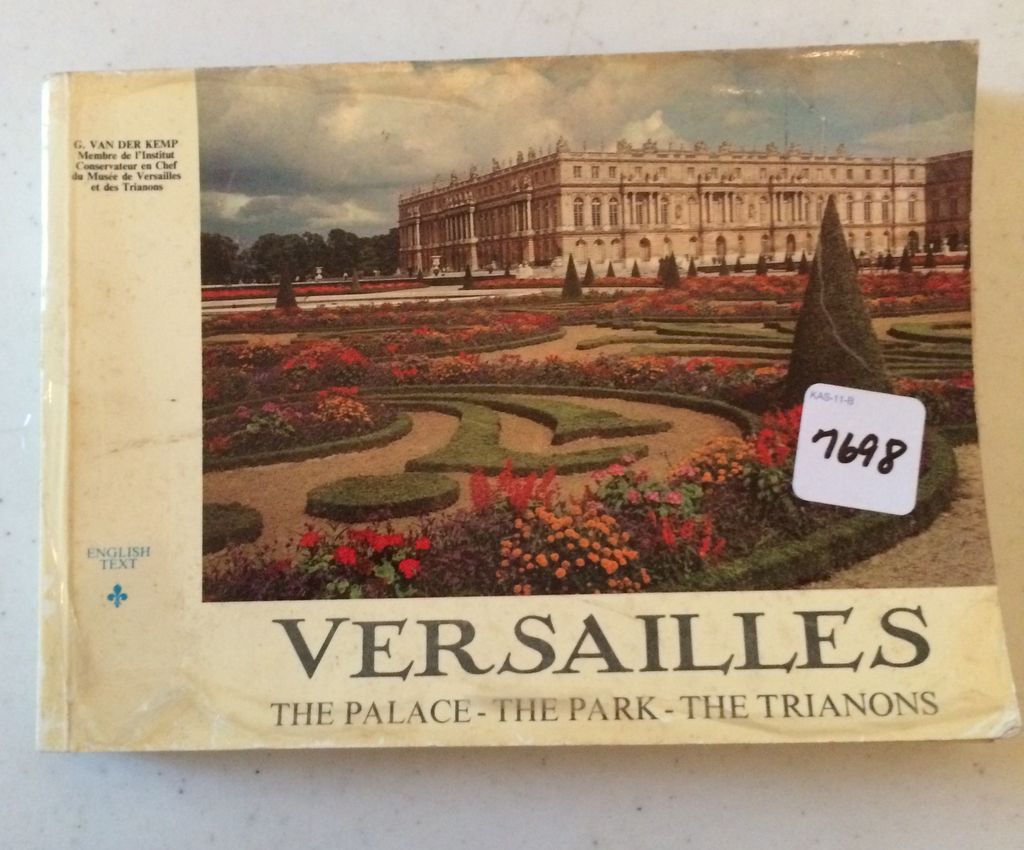 G. VAN DER KEMP
Membre de l'Institut
Conservateur en Chef
du Musée de Versailles
et des Trianons
KAS-11-B
7698
ENGLISH
TEXT
VERSAILLES
THE PALACE - THE PARK - THE TRIANONS